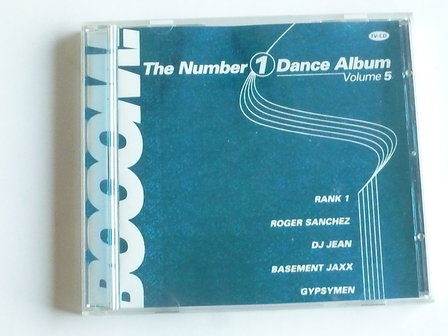 BOOOM!
The Number 1 Dance Album
Volume 5
TV-CD
RANK 1
ROGER SANCHEZ
DJ JEAN
BASEMENT JAXX
GYPSYMEN